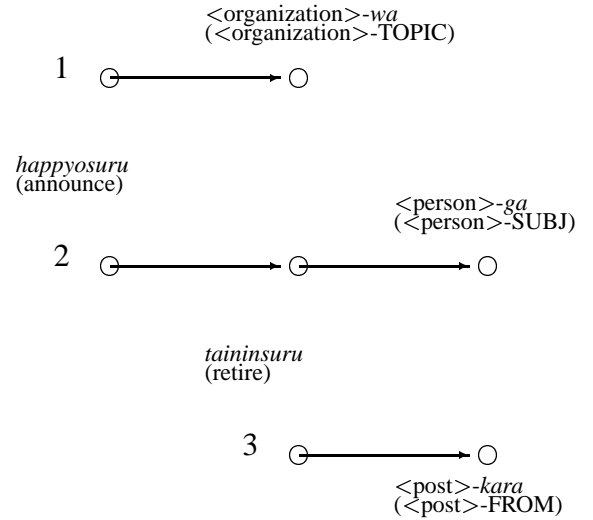 <organization>-wa
(<organization>-TOPIC)
1
happyosuru
(announce)
<person>-ga
(<person>-SUBJ)
2
taininsuru
(retire)
3
<post>-kara
(<post>-FROM)